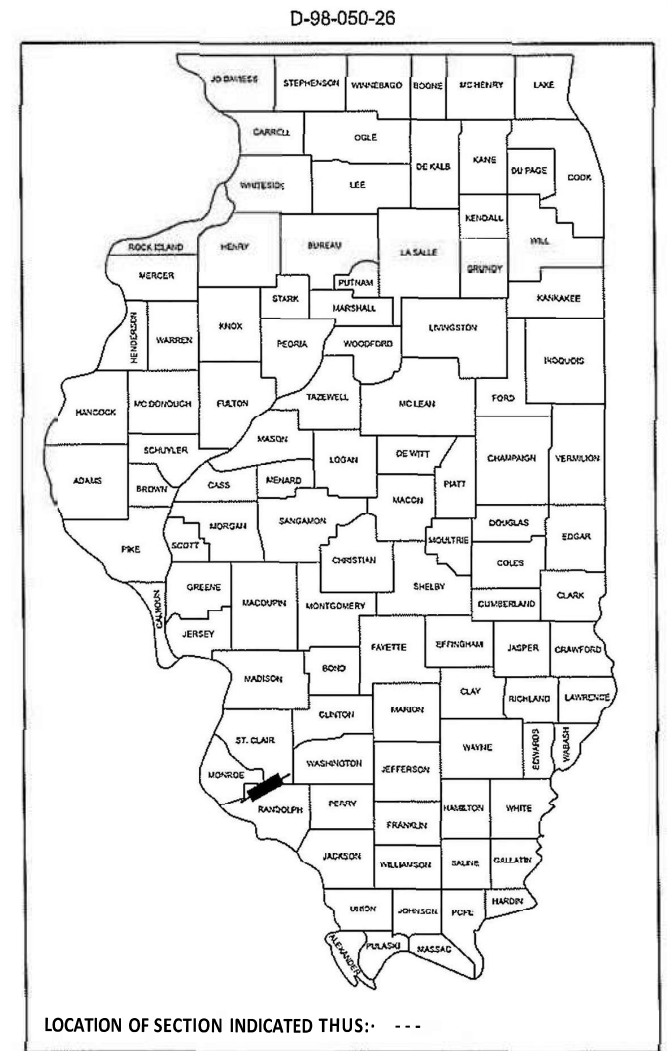 D-98-050-26
JO DAVIESS STEPHENSON WINNEBAGO BOONE MC HENRY LAKE
CARROLL OGLE
DE KALB KANE DU PAGE COOK
WHITESIDE LEE
KENDALL
ROCK ISLAND HENRY BUREAU LA SALLE WILL
MERCER PUTNAM GRUNDY
STARK MARSHALL KANKAKEE
HENDERSON WARREN KNOX PEORIA WOODFORD LIVINGSTON IROQUOIS
HANCOCK MC DONOUGH FULTON TAZEWELL MC LEAN FORD
SCHUYLER MASON LOGAN DE WITT CHAMPAIGN VERMILION
ADAMS BROWN CASS MENARD MACON PIATT
PIKE SCOTT MORGAN SANGAMON CHRISTIAN MOULTRIE DOUGLAS EDGAR
COLES
CALHOUN GREENE MACOUPIN MONTGOMERY SHELBY CUMBERLAND CLARK
JERSEY FAYETTE EFFINGHAM JASPER CRAWFORD
MADISON BOND
CLINTON MARION CLAY RICHLAND LAWRENCE
ST. CLAIR WAYNE EDWARDS WABASH
MONROE WASHINGTON JEFFERSON
RANDOLPH PERRY HAMILTON WHITE
FRANKLIN
JACKSON WILLIAMSON SALINE GALLATIN
UNION JOHNSON POPE HARDIN
ALEXANDER PULASKI MASSAC
LOCATION OF SECTION INDICATED THUS:· - - -